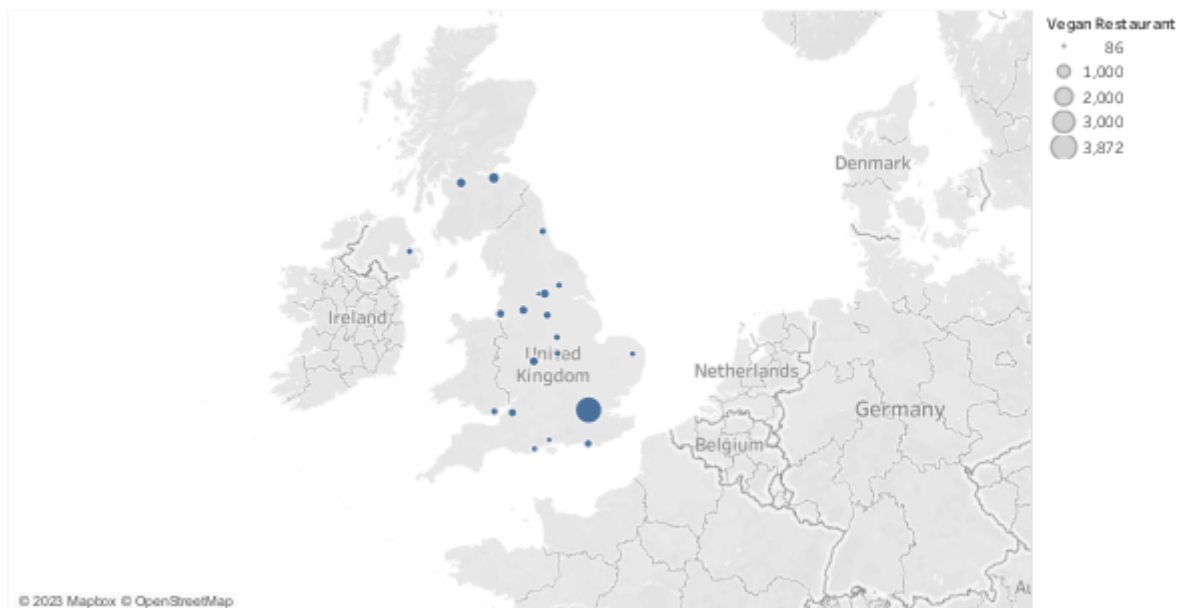 Vegan Restaurant
86
1,000
2,000
3,000
3,872
Denmark
Ireland
United
Kingdom
Netherlands
Germany
Belgium
Au
© 2023 Mapbox © OpenStreetMap